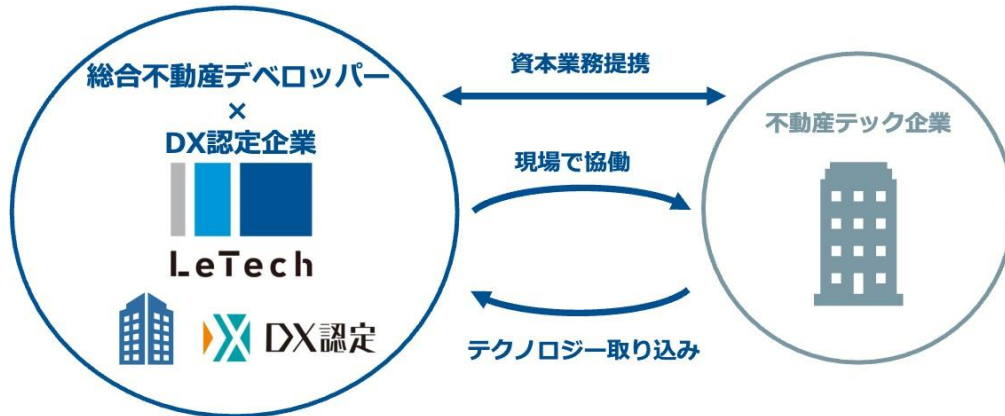 総合不動産デベロッパー
×
DX認定企業
LeTech
DX認定
資本業務提携
現場で協働
テクノロジー取り込み
不動産テック企業